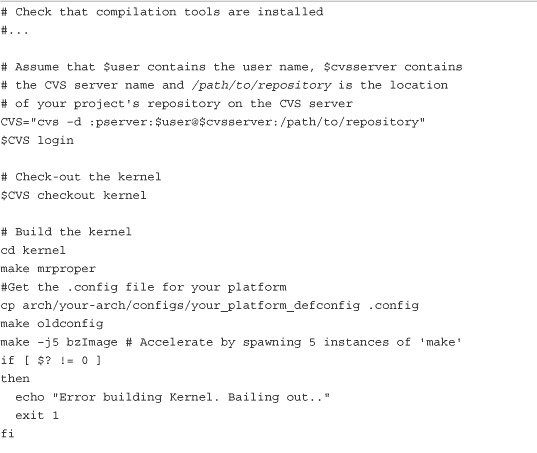 # Check that compilation tools are installed
#...
# Assume that $user contains the user name, $cvsserver contains
# the CVS server name and /path/to/repository is the location
# of your project's repository on the CVS server
CVS="cvs -d :pserver:$user@$cvsserver:/path/to/repository"
$CVS login
# Check-out the kernel
$CVS checkout kernel
# Build the kernel
cd kernel
make mrproper
#Get the .config file for your platform
cp arch/your-arch/configs/your_platform_defconfig .config
make oldconfig
make -j5 bzImage # Accelerate by spawning 5 instances of 'make'
if [ $? != 0 ]
then
  echo "Error building Kernel. Bailing out.."
  exit 1
fi